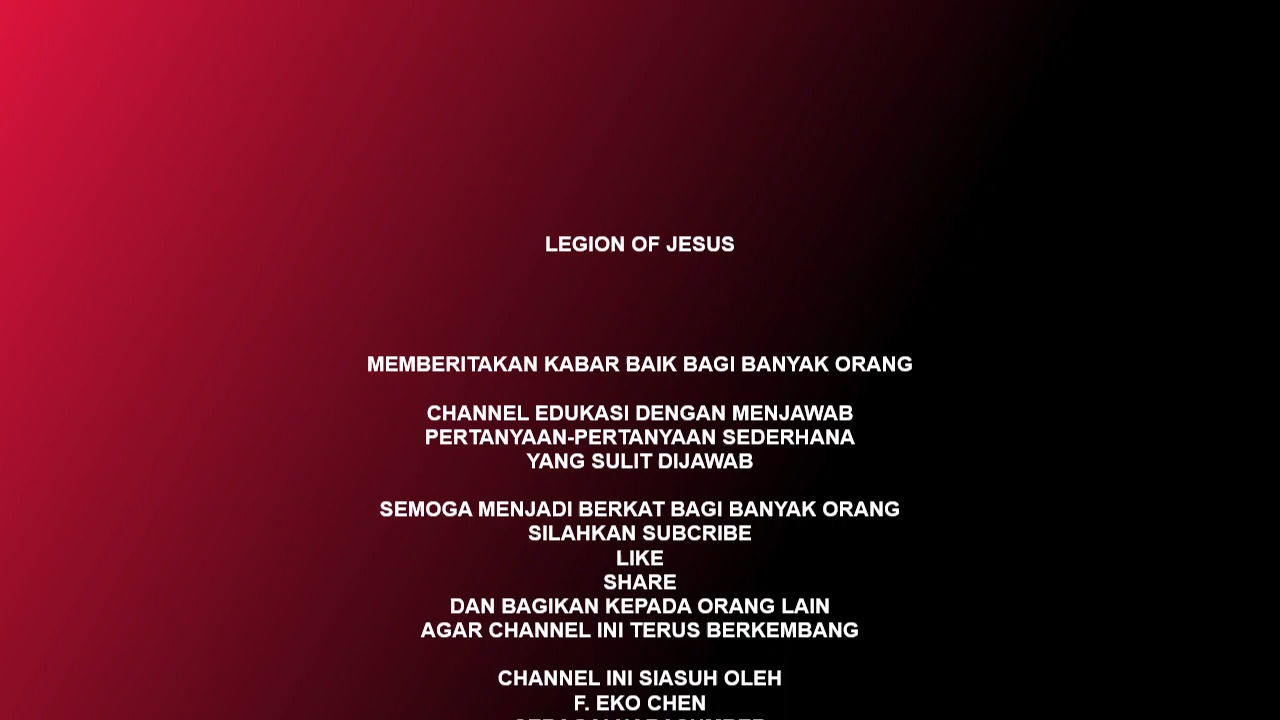 LEGION OF JESUS
MEMBERITAKAN KABAR BAIK BAGI BANYAK ORANG
CHANNEL EDUKASI DENGAN MENJAWAB
PERTANYAAN-PERTANYAAN SEDERHANA
YANG SULIT DIJAWAB
SEMOGA MENJADI BERKAT BAGI BANYAK ORANG
SILAHKAN SUBCRIBE
LIKE
SHARE
DAN BAGIKAN KEPADA ORANG LAIN
AGAR CHANNEL INI TERUS BERKEMBANG
CHANNEL INI SIASUH OLEH
F. EKO CHEN